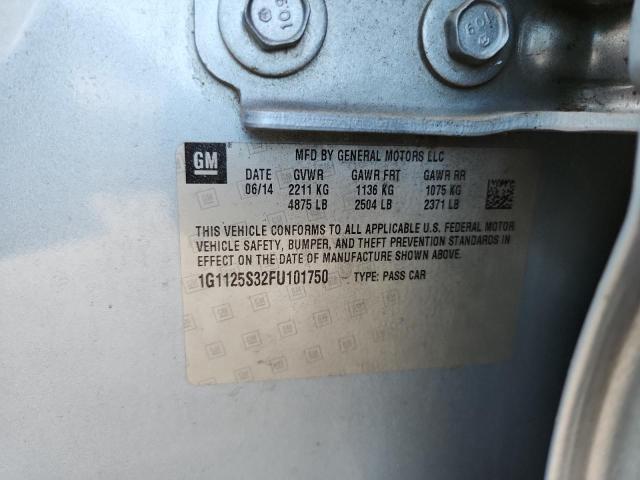 109
109
GM
MFD BY GENERAL MOTORS LLC
DATE GVWR GAWR FRT GAWR RR
06/14 2211 KG 1136 KG 1075 KG
4875 LB 2504 LB 2371 LB
THIS VEHICLE CONFORMS TO ALL APPLICABLE U.S. FEDERAL MOTOR
VEHICLE SAFETY, BUMPER, AND THEFT PREVENTION STANDARDS IN
EFFECT ON THE DATE OF MANUFACTURE SHOWN ABOVE.
1G1125S32FU101750 TYPE: PASS CAR